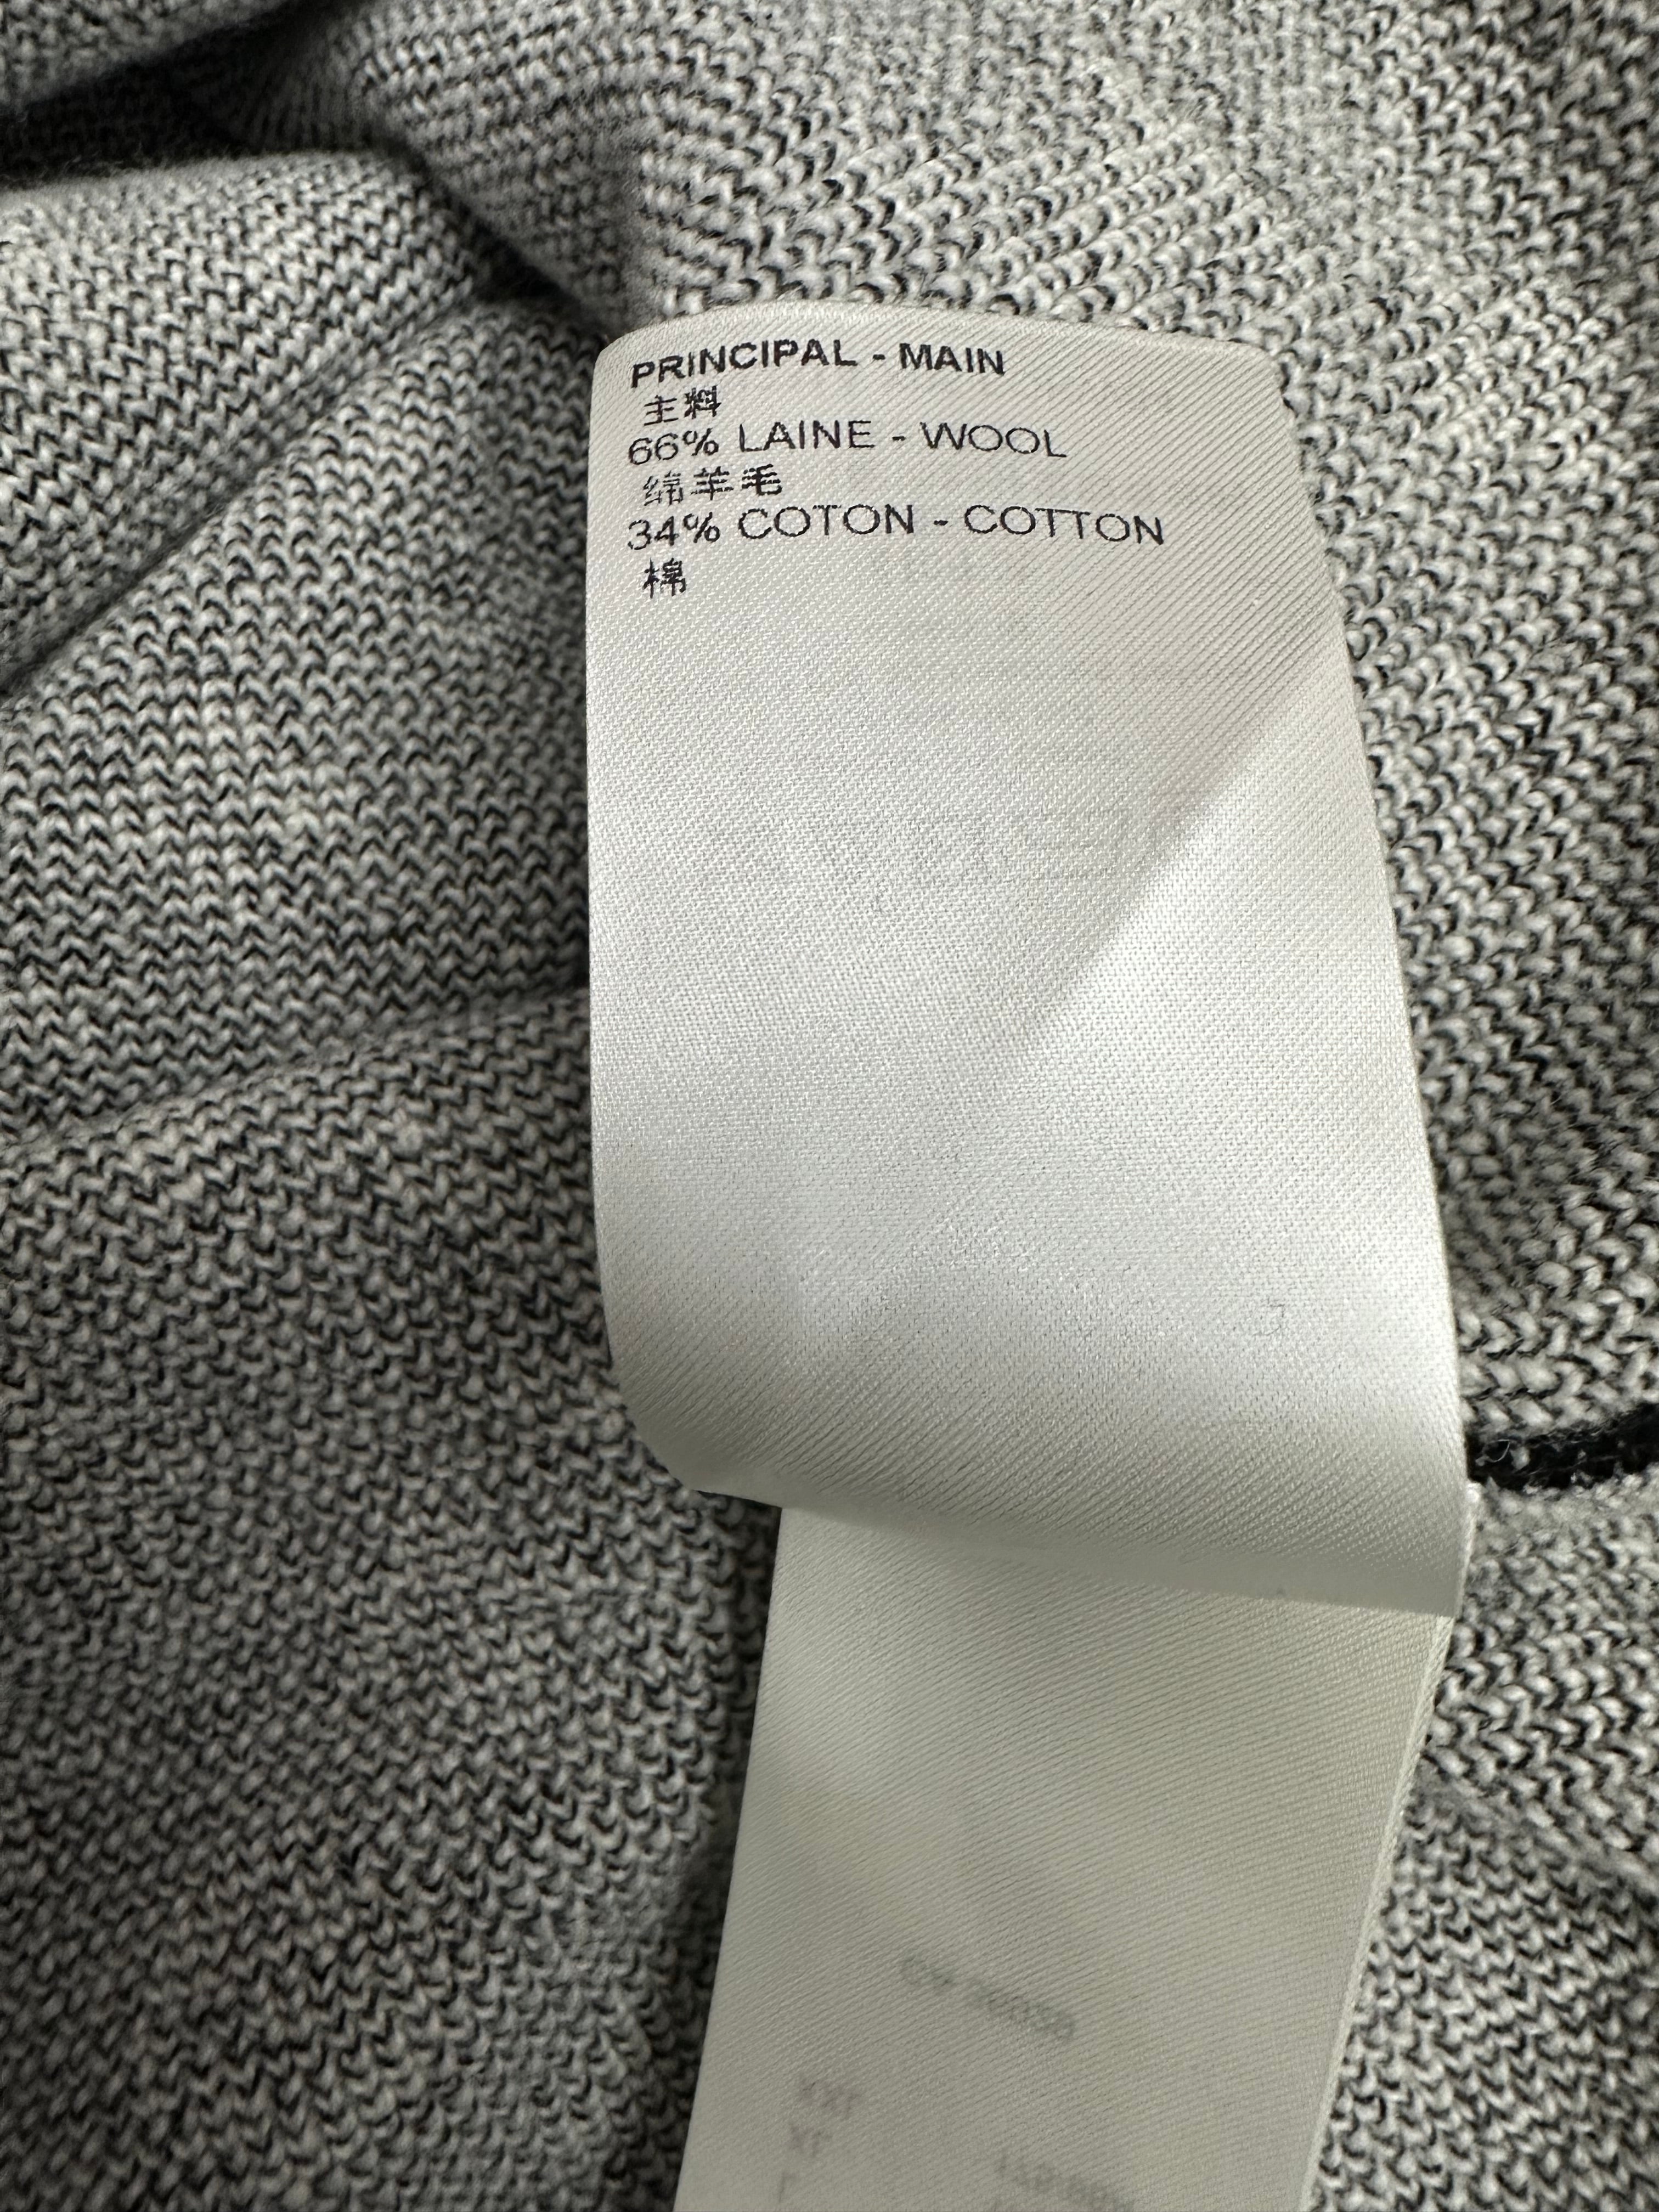 PRINCIPAL - MAIN
主料
66% LAINE - WOOL
绵羊毛
34% COTON - COTTON
棉